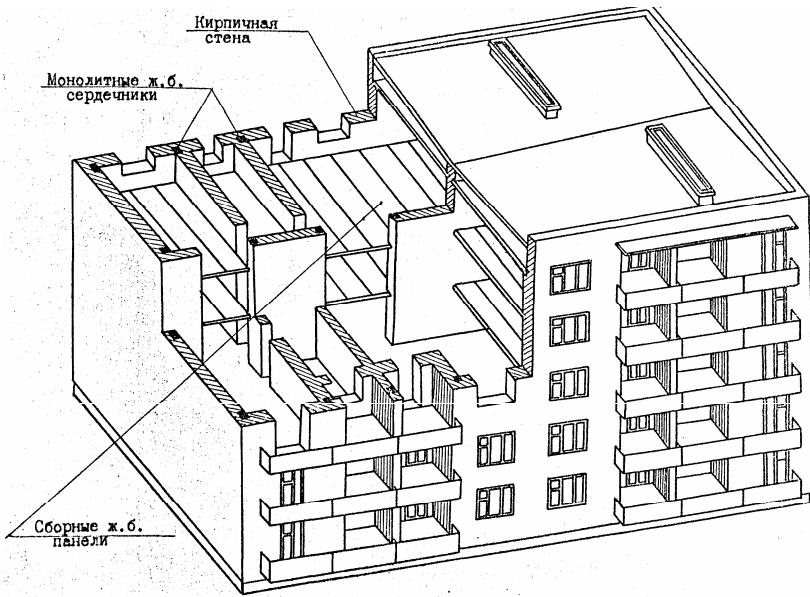 Кирпичная
стена
Монолитные ж.б.
сердечники
Сборные ж.б.
панели